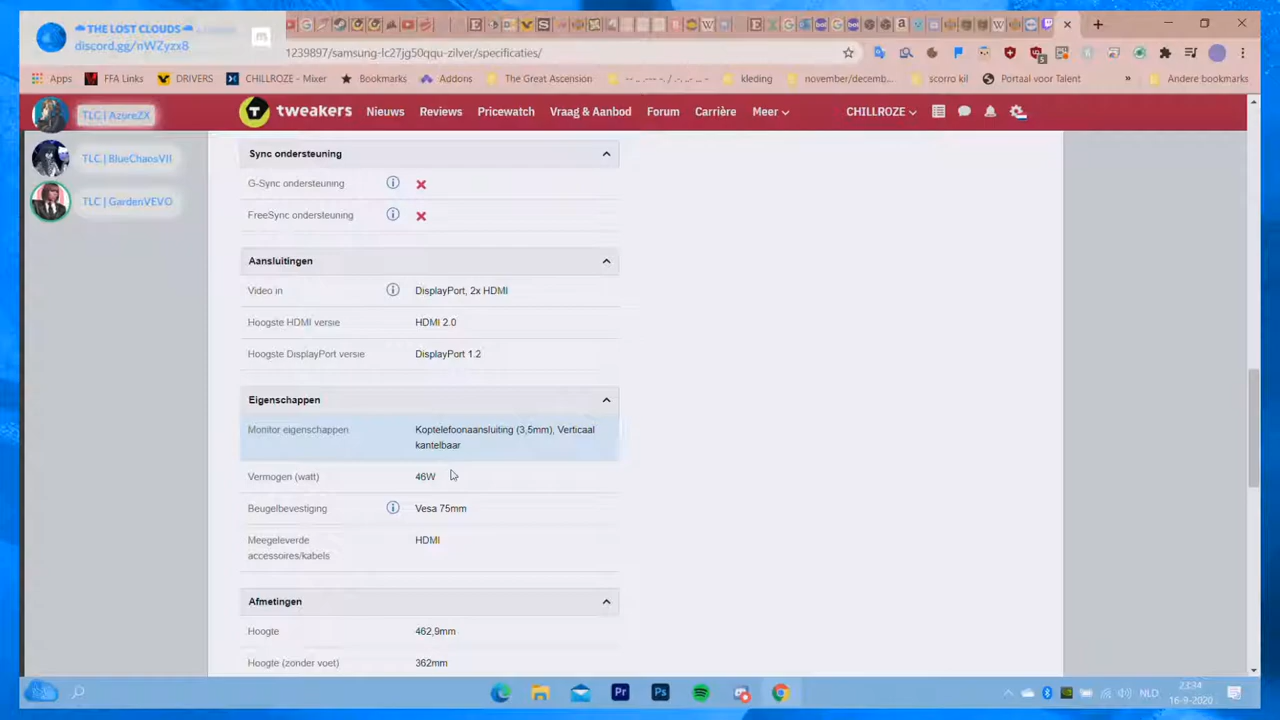 THE LOST CLOUDS
discord.gg/nWZyzx8
1239897/samsung-lc27jg50qqu-zilver/specificaties/
Apps
FFA Links
DRIVERS
CHILLROZE - Mixer
Bookmarks
Addons
The Great Ascension
-- .. .. / .-. .. .--. --
kleding
november/decemb...
scorro kil
Portaal voor Talent
»
Andere bookmarks
TLC | AzureZX
TLC | BlueChaosVII
TLC | GardenVEVO
tweakers
Nieuws
Reviews
Pricewatch
Vraag & Aanbod
Forum
Carrière
Meer
CHILLROZE
Sync ondersteuning
G-Sync ondersteuning
FreeSync ondersteuning
Aansluitingen
Video in DisplayPort, 2x HDMI
Hoogste HDMI versie HDMI 2.0
Hoogste DisplayPort versie DisplayPort 1.2
Eigenschappen
Monitor eigenschappen Koptelefoonaansluiting (3,5mm), Verticaal
kantelbaar
Vermogen (watt) 46W
Beugelbevestiging Vesa 75mm
Meegeleverde HDMI
accessoires/kabels
Afmetingen
Hoogte 462,9mm
Hoogte (zonder voet) 362mm
Pr
Ps
NLD
23:34
16-9-2020